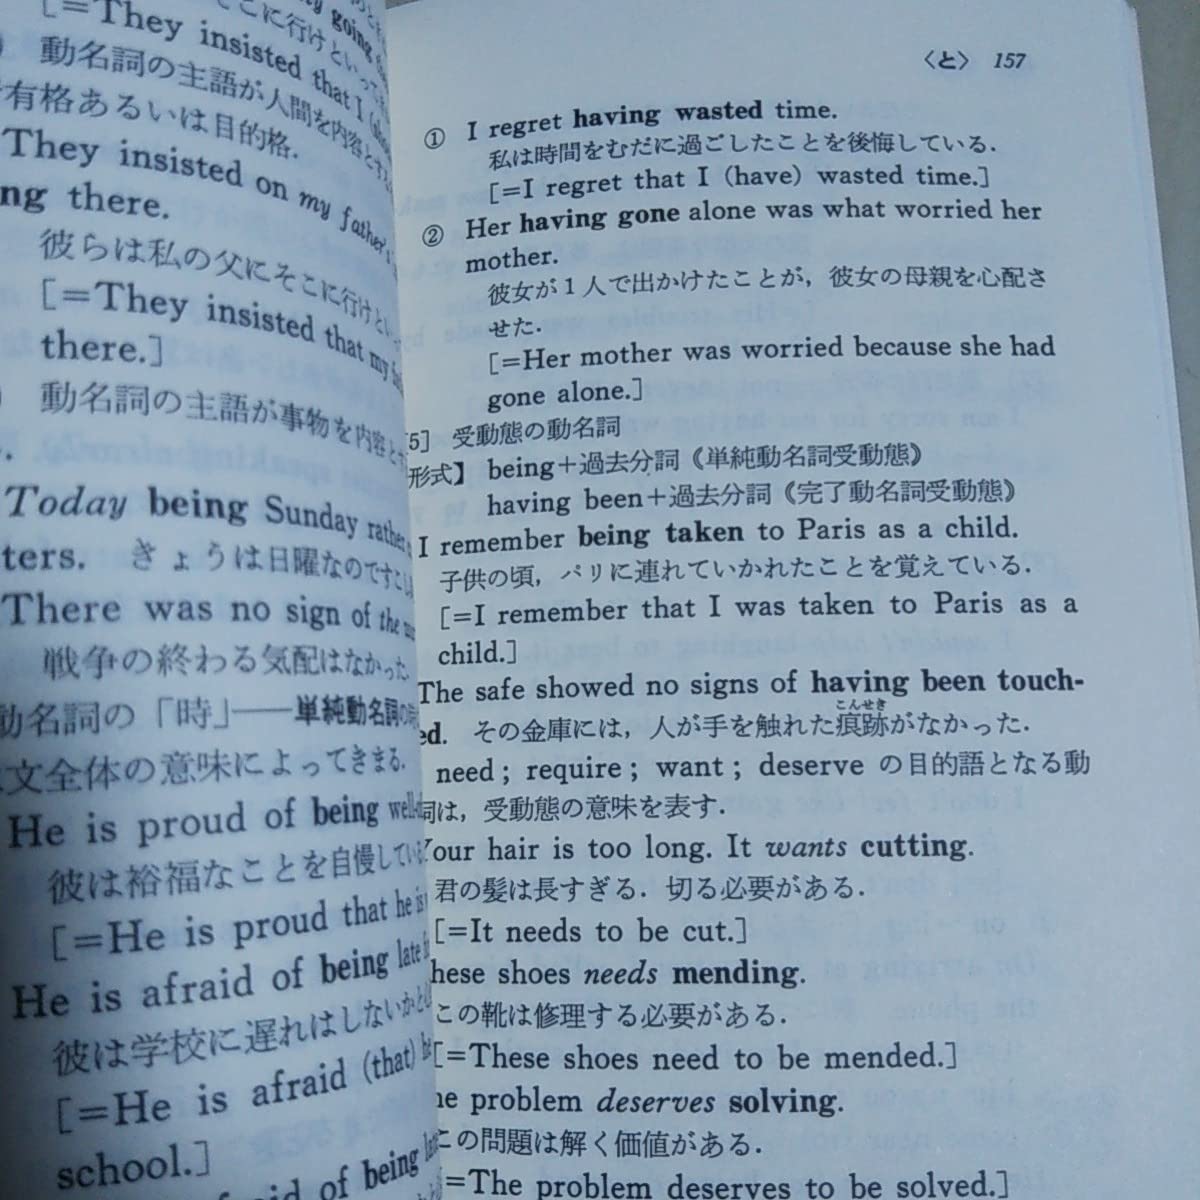 [=They insisted that I
動名詞の主語が人間を内容とする
有格あるいは目的格.
They insisted on my father's
ng there.
彼らは私の父にそこに行けとい
[=They insisted that my
there.]
動名詞の主語が事物を内容とす
Today being Sunday rather
ters. きょうは日曜なのですこし
There was no sign of the
戦争の終わる気配はなかった.
動名詞の「時」——単純動名詞の
文全体の意味によってきまる.
He is proud of being well-
彼は裕福なことを自慢してい
[=He is proud that he is
He is afraid of being late
彼は学校に遅れはしないかと
[=He is afraid (that) he
school.]
id of being
〈と〉 157
① I regret having wasted time.
私は時間をむだに過ごしたことを後悔している.
[=I regret that I (have) wasted time.]
② Her having gone alone was what worried her
mother.
彼女が1人で出かけたことが, 彼女の母親を心配さ
せた.
[=Her mother was worried because she had
gone alone.]
5] 受動態の動名詞
形式】 being+過去分詞《単純動名詞受動態》
having been+過去分詞《完了動名詞受動態》
I remember being taken to Paris as a child.
子供の頃, パリに連れていかれたことを覚えている.
[=I remember that I was taken to Paris as a
child.]
The safe showed no signs of having been touch-
ed. その金庫には, 人が手を触れた痕跡がなかった.
こんせき
need; require; want; deserve の目的語となる動
詞は, 受動態の意味を表す.
Your hair is too long. It wants cutting.
君の髪は長すぎる. 切る必要がある.
[=It needs to be cut.]
hese shoes needs mending.
この靴は修理する必要がある.
[=These shoes need to be mended.]
he problem deserves solving.
この問題は解く価値がある.
[=The problem deserves to be solved.]